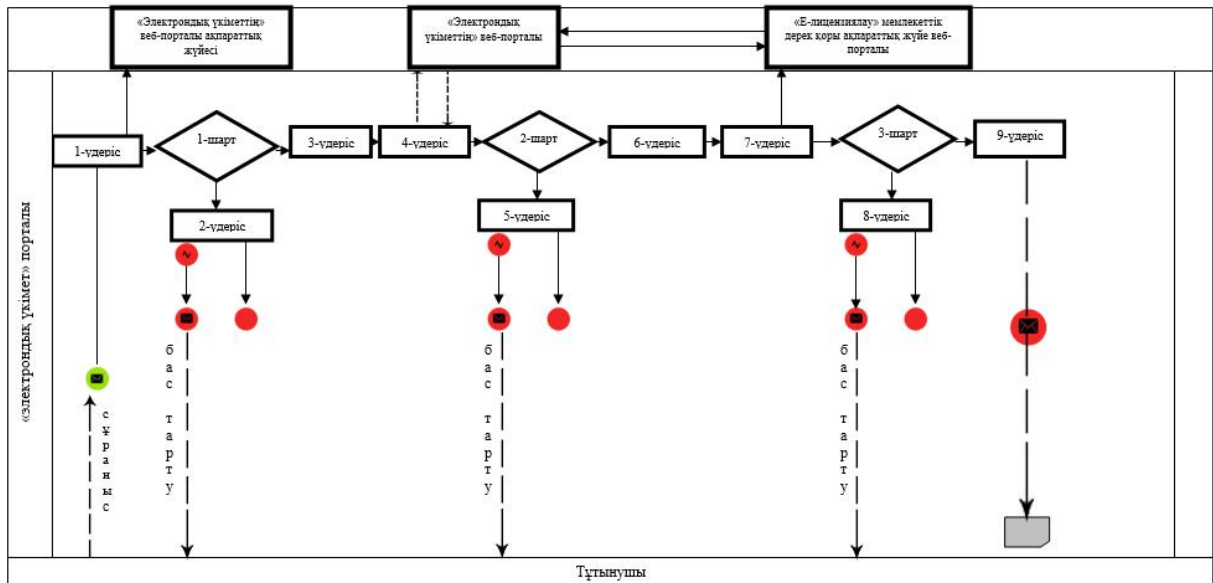 «Электрондық үкіметтің»
веб-порталы ақпараттық
жүйесі
«Электрондық
үкіметтің» веб-порталы
«Е-лицензиялау» мемлекеттік
дерек қоры ақпараттық жүйе веб-
порталы
«электрондық үкімет» порталы
1-үдеріс
1-шарт
3-үдеріс
4-үдеріс
2-шарт
6-үдеріс
7-үдеріс
3-шарт
9-үдеріс
2-үдеріс
5-үдеріс
8-үдеріс
сұраныс
бас тарту
бас тарту
бас тарту
Тұтынушы